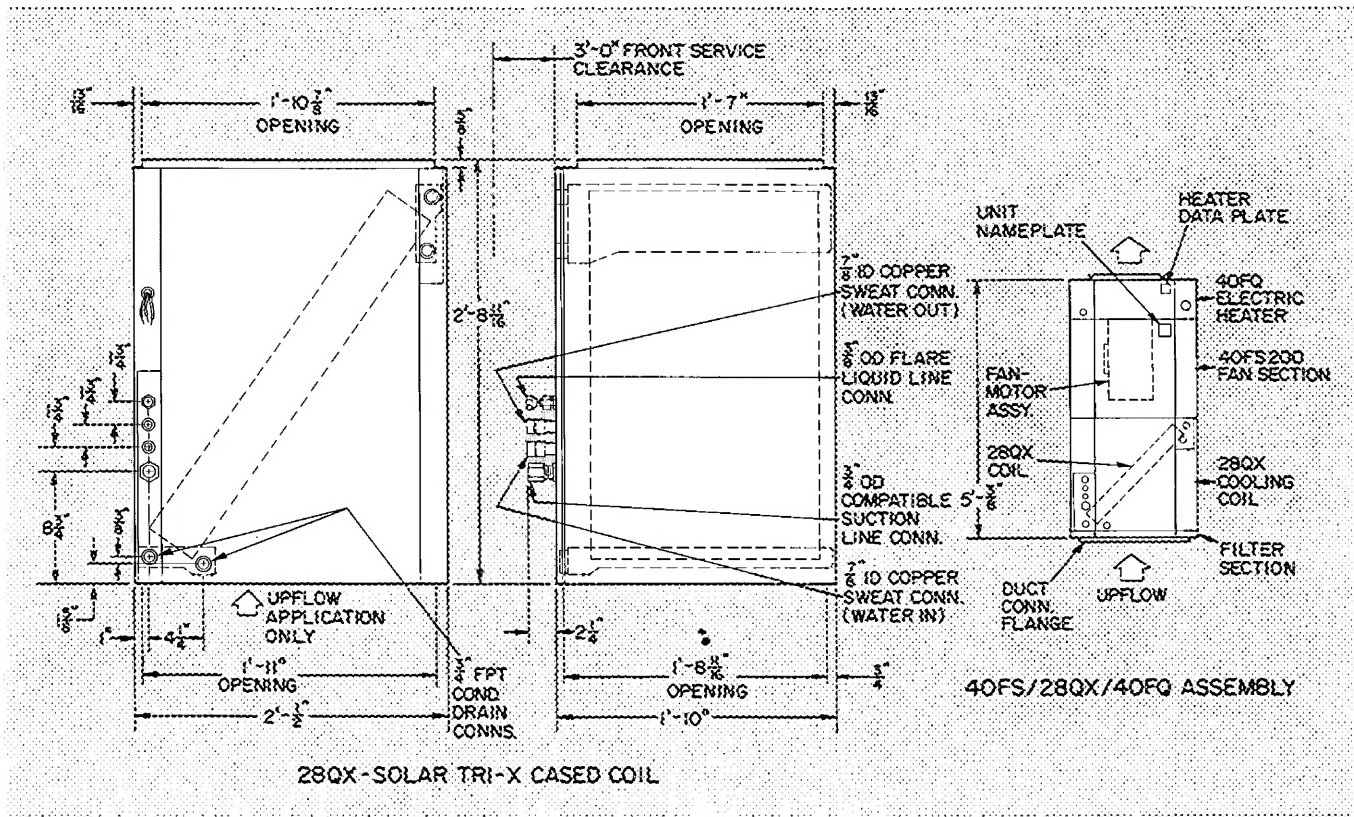 3'-0" FRONT SERVICE
CLEARANCE
13/16"
1'-10 7/8"
OPENING
1'-7"
OPENING
13/16"
2'-8 11/16"
8 3/4"
1"
4 1/4"
UPFLOW
APPLICATION
ONLY
1'-11"
OPENING
2'-1/2"
3/4" FPT
COND.
DRAIN
CONNS.
7/8" ID COPPER
SWEAT CONN.
(WATER OUT)
OD FLARE
LIQUID LINE
CONN.
3/4" OD
COMPATIBLE
SUCTION
LINE CONN.
7/8" ID COPPER
SWEAT CONN.
(WATER IN)
2 1/4"
1'-8 11/16"
OPENING
1'-10"
3/4"
28QX-SOLAR TRI-X CASED COIL
UNIT
NAMEPLATE
HEATER
DATA PLATE
40FQ
ELECTRIC
HEATER
40FS200
FAN SECTION
FAN-
MOTOR
ASSY.
28QX
COIL
28QX
COOLING
COIL
FILTER
SECTION
DUCT
CONN.
FLANGE
UPFLOW
40FS/28QX/40FQ ASSEMBLY